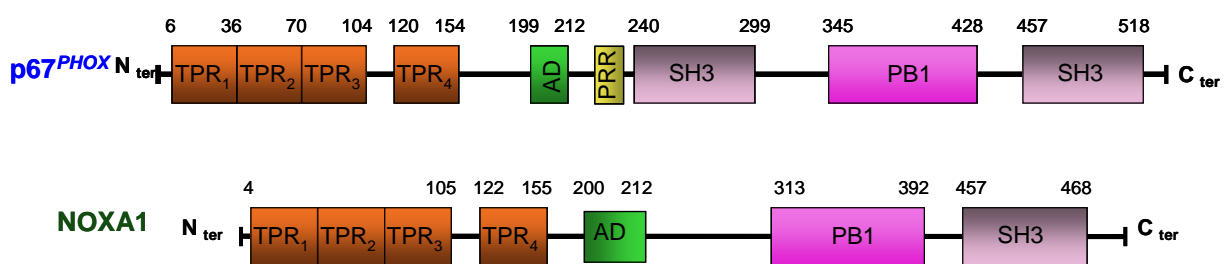 6 36 70 104 120 154 199 212 240 299 345 428 457 518
p67PHOX N ter TPR1 TPR2 TPR3 TPR4 AD PRR SH3 PB1 SH3 C ter
4 105 122 155 200 212 313 392 457 468
NOXA1 N ter TPR1 TPR2 TPR3 TPR4 AD PB1 SH3 C ter